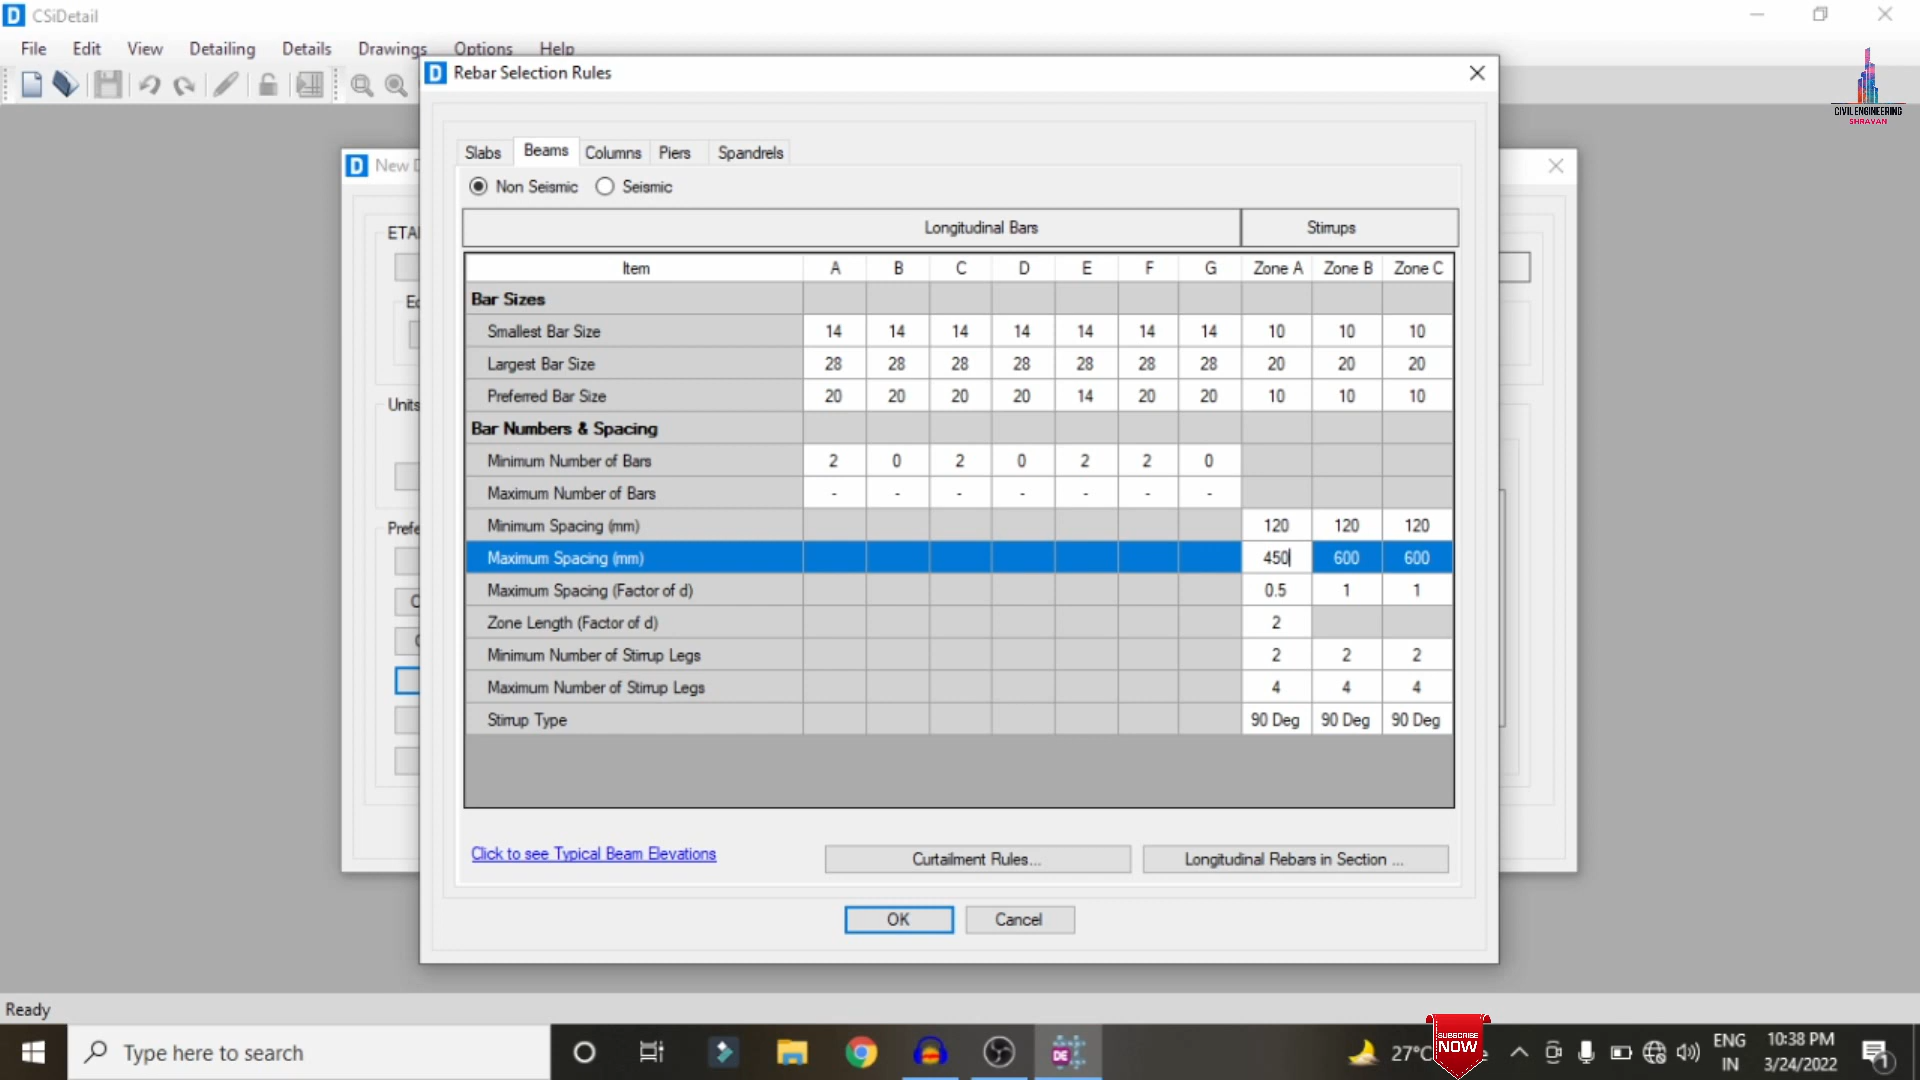 CSiDetail
File Edit View Detailing Details Drawings Options Help
CIVIL ENGINEERING
SHRAVAN
Rebar Selection Rules
New D
Slabs Beams Columns Piers Spandrels
Non Seismic Seismic
ETA
Longitudinal Bars Stirrups
Item A B C D E F G Zone A Zone B Zone C
Bar Sizes
Smallest Bar Size 14 14 14 14 14 14 14 10 10 10
Largest Bar Size 28 28 28 28 28 28 28 20 20 20
Preferred Bar Size 20 20 20 20 14 20 20 10 10 10
Units
Bar Numbers & Spacing
Minimum Number of Bars 2 0 2 0 2 2 0
Maximum Number of Bars - - - - - - -
Minimum Spacing (mm) 120 120 120
Prefe
Maximum Spacing (mm) 450 600 600
Maximum Spacing (Factor of d) 0.5 1 1
Zone Length (Factor of d) 2
Minimum Number of Stirrup Legs 2 2 2
Maximum Number of Stirrup Legs 4 4 4
Stirrup Type 90 Deg 90 Deg 90 Deg
Click to see Typical Beam Elevations Curtailment Rules... Longitudinal Rebars in Section ...
OK Cancel
Ready
Type here to search
DE
27°C
SUBSCRIBE
NOW
ENG
IN
10:38 PM
3/24/2022
1